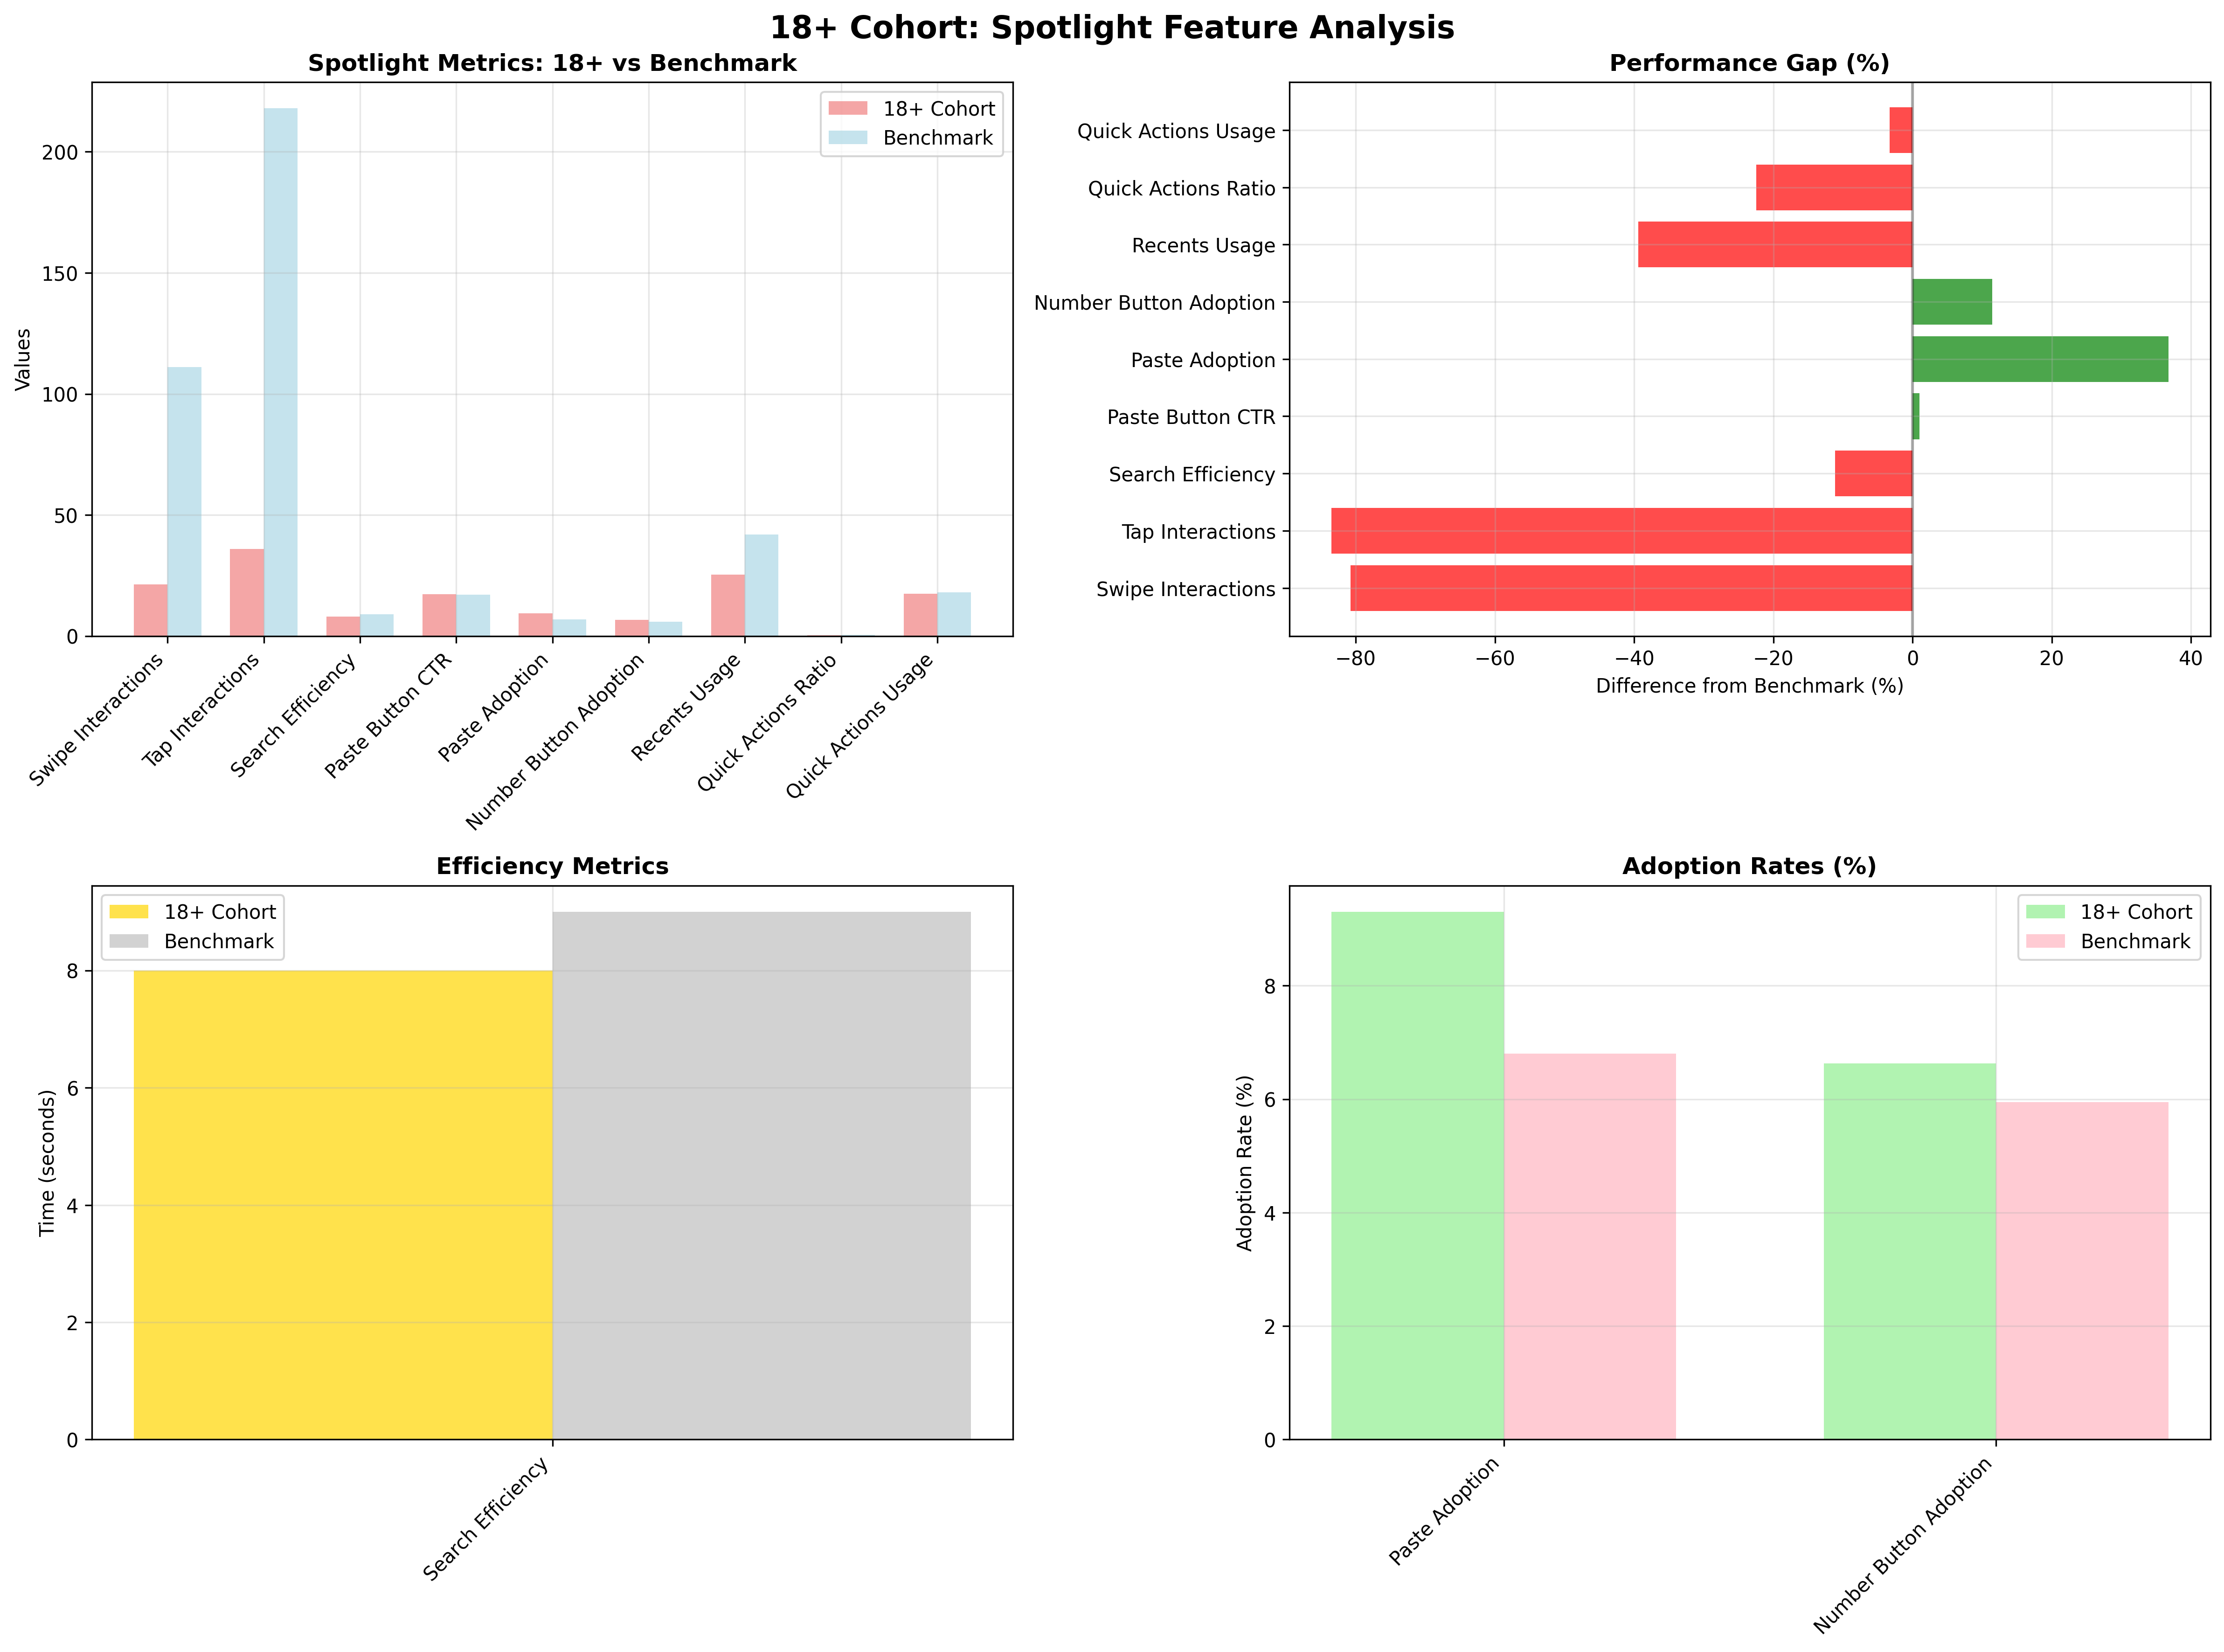 18+ Cohort: Spotlight Feature Analysis
Spotlight Metrics: 18+ vs Benchmark
18+ Cohort
Benchmark
Values
200
150
100
50
0
Swipe Interactions
Tap Interactions
Search Efficiency
Paste Button CTR
Paste Adoption
Number Button Adoption
Recents Usage
Quick Actions Ratio
Quick Actions Usage
Performance Gap (%)
Quick Actions Usage
Quick Actions Ratio
Recents Usage
Number Button Adoption
Paste Adoption
Paste Button CTR
Search Efficiency
Tap Interactions
Swipe Interactions
−80 −60 −40 −20 0 20 40
Difference from Benchmark (%)
Efficiency Metrics
18+ Cohort
Benchmark
Time (seconds)
8
6
4
2
0
Search Efficiency
Adoption Rates (%)
18+ Cohort
Benchmark
Adoption Rate (%)
8
6
4
2
0
Paste Adoption
Number Button Adoption